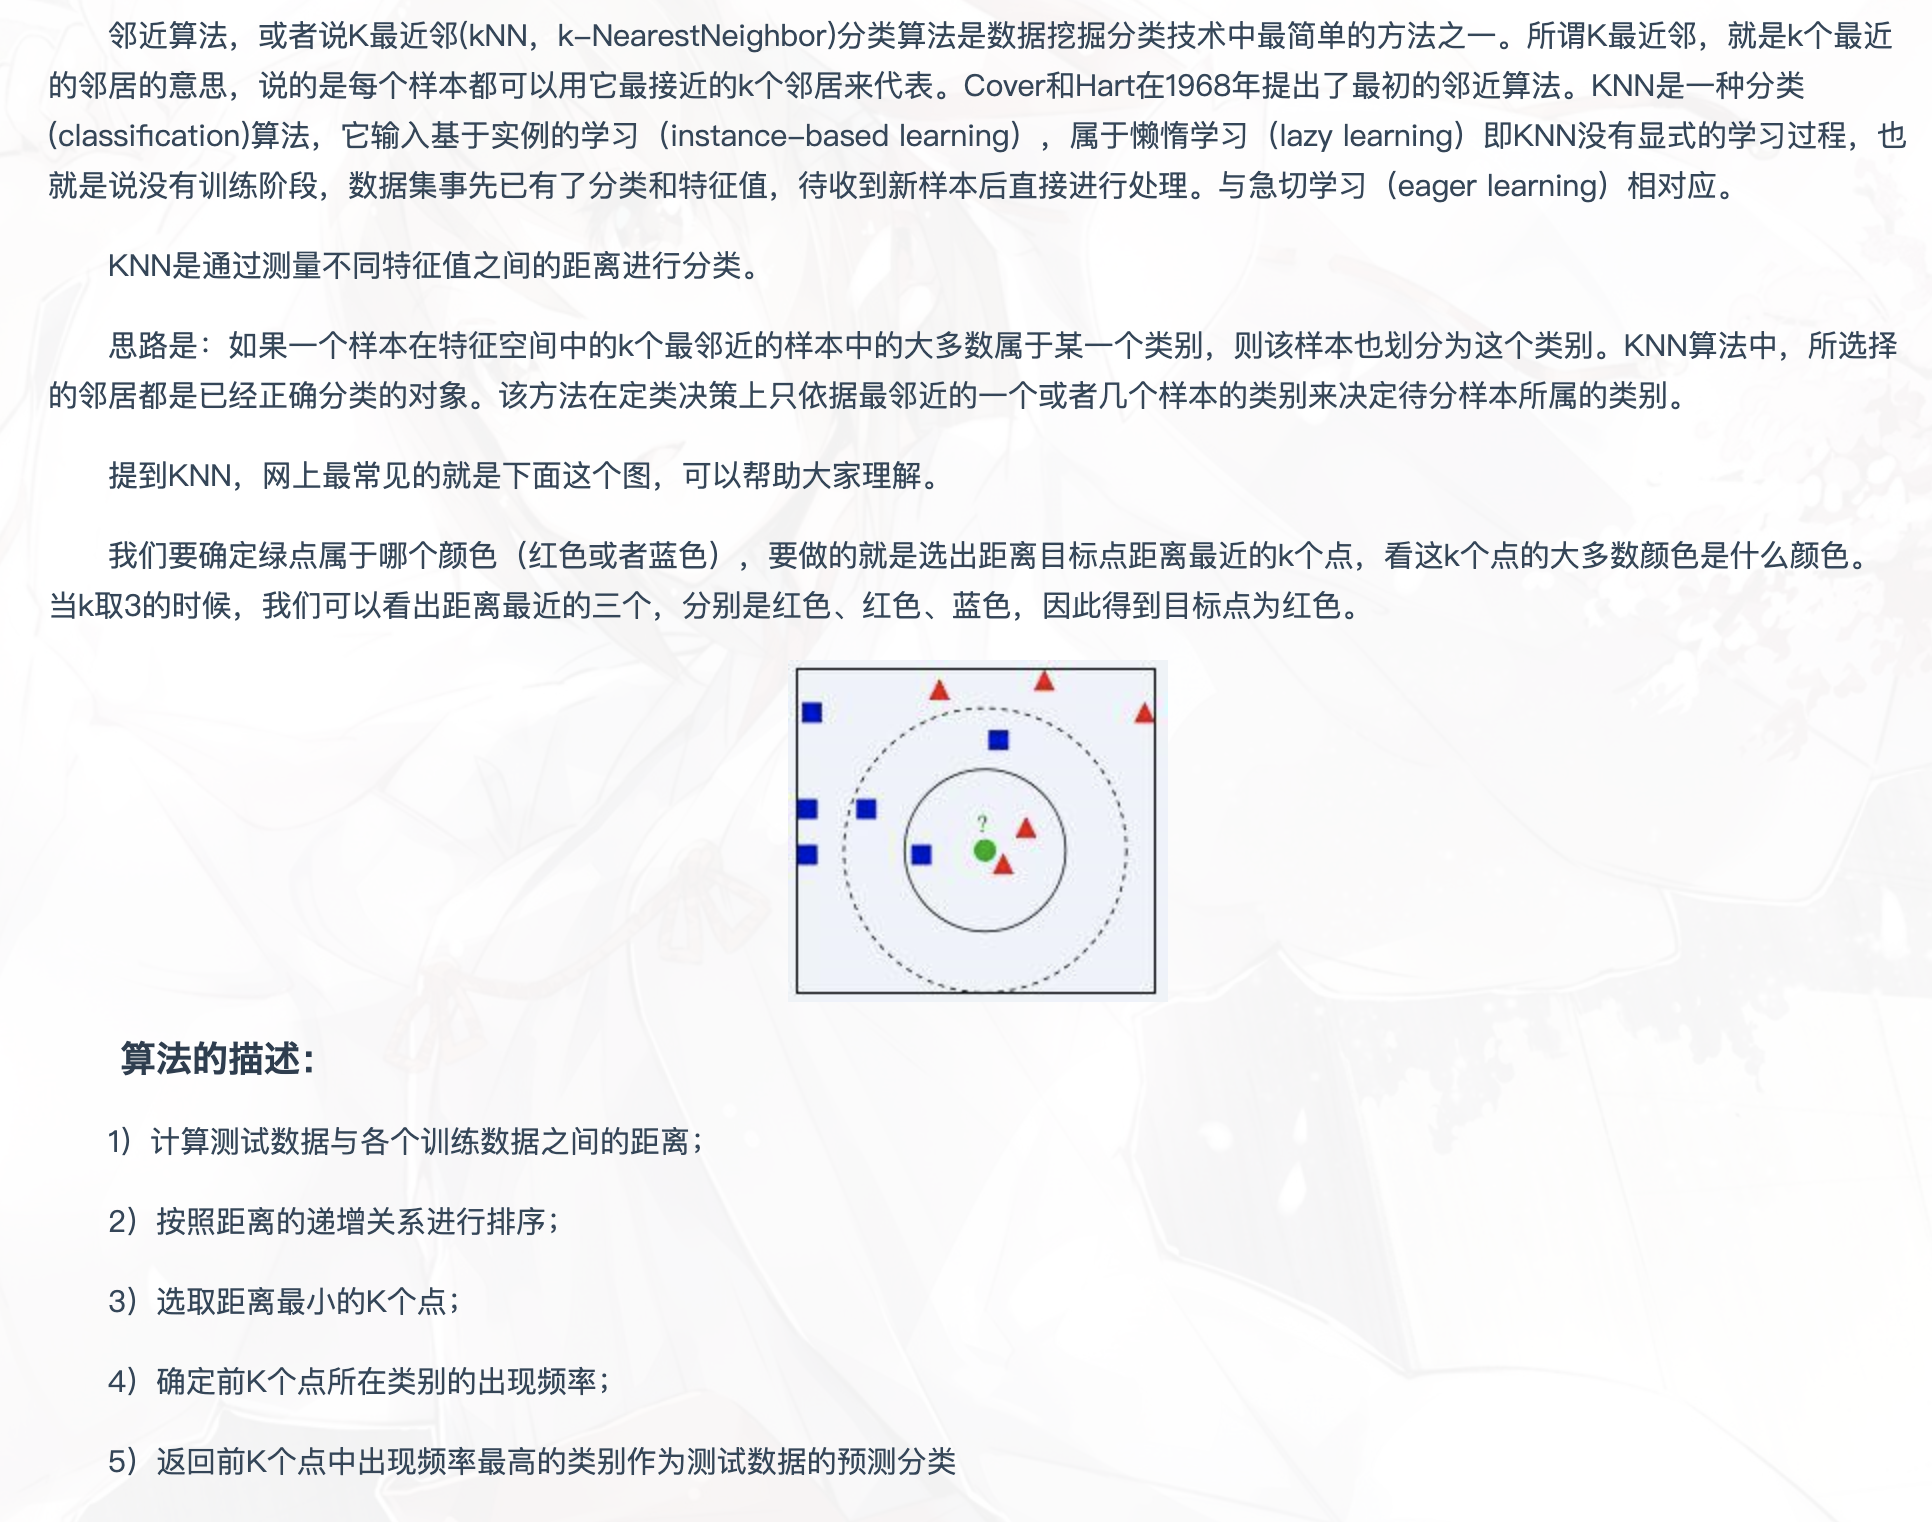 邻近算法，或者说K最近邻(kNN，k-NearestNeighbor)分类算法是数据挖掘分类技术中最简单的方法之一。所谓K最近邻，就是k个最近
的邻居的意思，说的是每个样本都可以用它最接近的k个邻居来代表。Cover和Hart在1968年提出了最初的邻近算法。KNN是一种分类
(classification)算法，它输入基于实例的学习（instance-based learning），属于懒惰学习（lazy learning）即KNN没有显式的学习过程，也
就是说没有训练阶段，数据集事先已有了分类和特征值，待收到新样本后直接进行处理。与急切学习（eager learning）相对应。
KNN是通过测量不同特征值之间的距离进行分类。
思路是：如果一个样本在特征空间中的k个最邻近的样本中的大多数属于某一个类别，则该样本也划分为这个类别。KNN算法中，所选择
的邻居都是已经正确分类的对象。该方法在定类决策上只依据最邻近的一个或者几个样本的类别来决定待分样本所属的类别。
提到KNN，网上最常见的就是下面这个图，可以帮助大家理解。
我们要确定绿点属于哪个颜色（红色或者蓝色），要做的就是选出距离目标点距离最近的k个点，看这k个点的大多数颜色是什么颜色。
当k取3的时候，我们可以看出距离最近的三个，分别是红色、红色、蓝色，因此得到目标点为红色。
?
算法的描述：
1）计算测试数据与各个训练数据之间的距离；
2）按照距离的递增关系进行排序；
3）选取距离最小的K个点；
4）确定前K个点所在类别的出现频率；
5）返回前K个点中出现频率最高的类别作为测试数据的预测分类